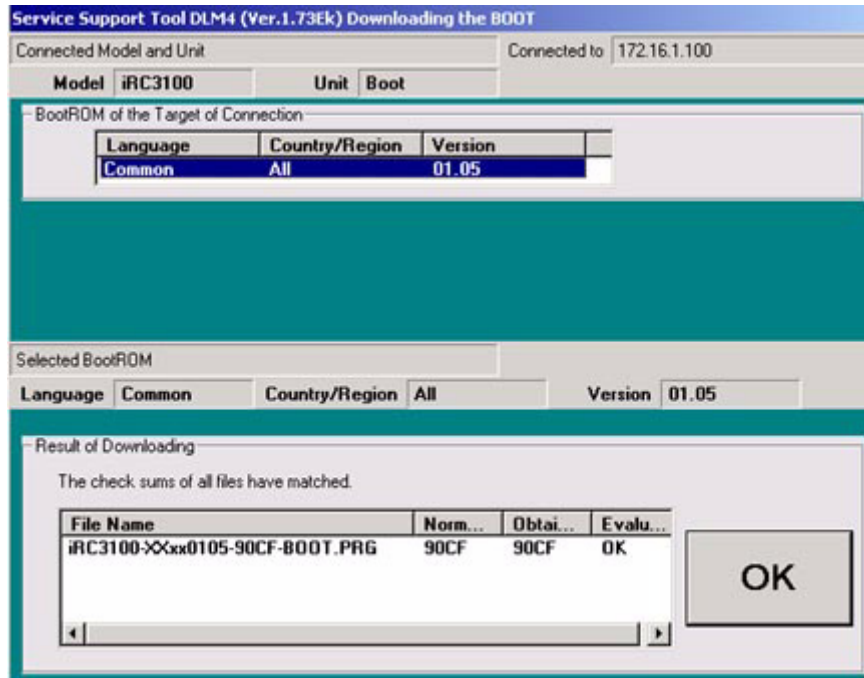 Service Support Tool DLM4 (Ver.1.73Ek) Downloading the BOOT
Connected Model and Unit Connected to 172.16.1.100
Model iRC3100 Unit Boot
BootROM of the Target of Connection
Language Country/Region Version
Common All 01.05
Selected BootROM
Language Common Country/Region All Version 01.05
Result of Downloading
The check sums of all files have matched.
File Name Norm... Obtai... Evalu...
iRC3100-XXxx0105-90CF-BOOT.PRG 90CF 90CF OK
OK